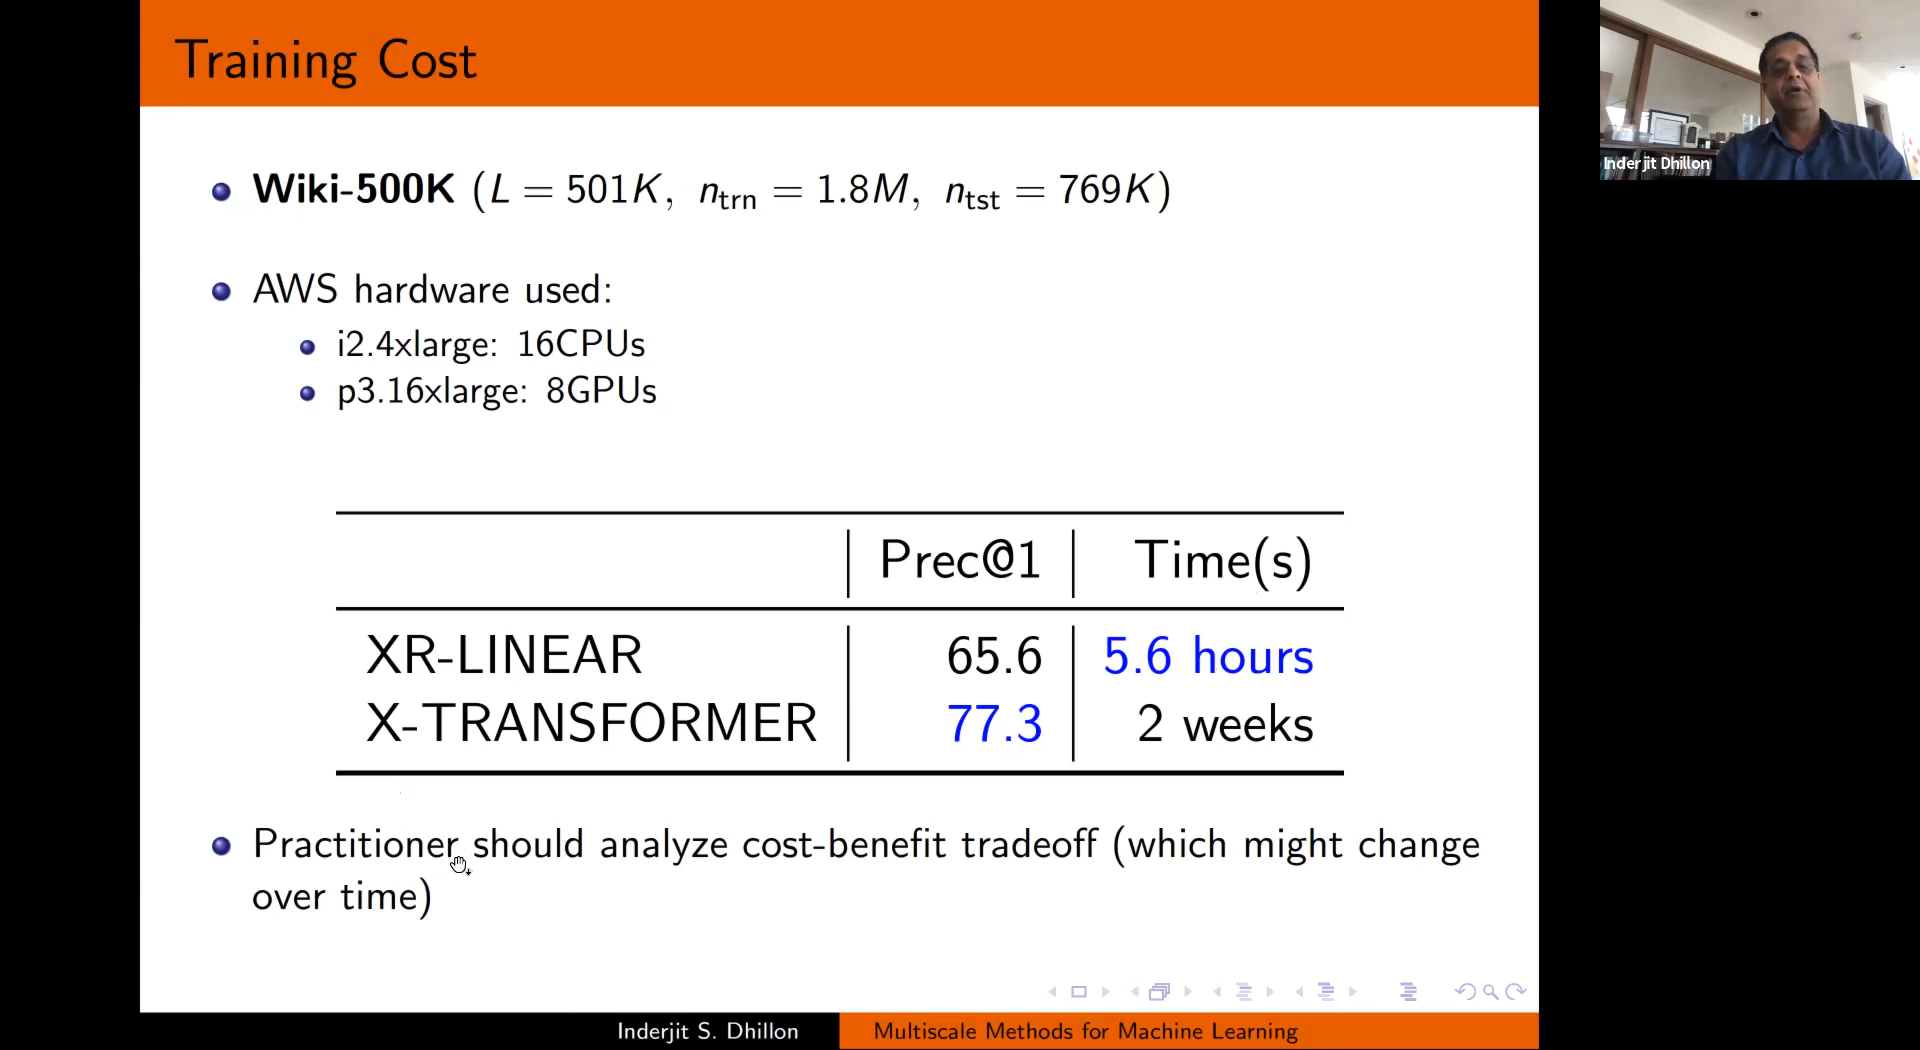 Training Cost
Wiki-500K (L = 501K, n_trn = 1.8M, n_tst = 769K)
AWS hardware used:
i2.4xlarge: 16CPUs
p3.16xlarge: 8GPUs
Prec@1 Time(s)
XR-LINEAR 65.6 5.6 hours
X-TRANSFORMER 77.3 2 weeks
Practitioner should analyze cost-benefit tradeoff (which might change
over time)
Inderjit S. Dhillon Multiscale Methods for Machine Learning
Inderjit Dhillon